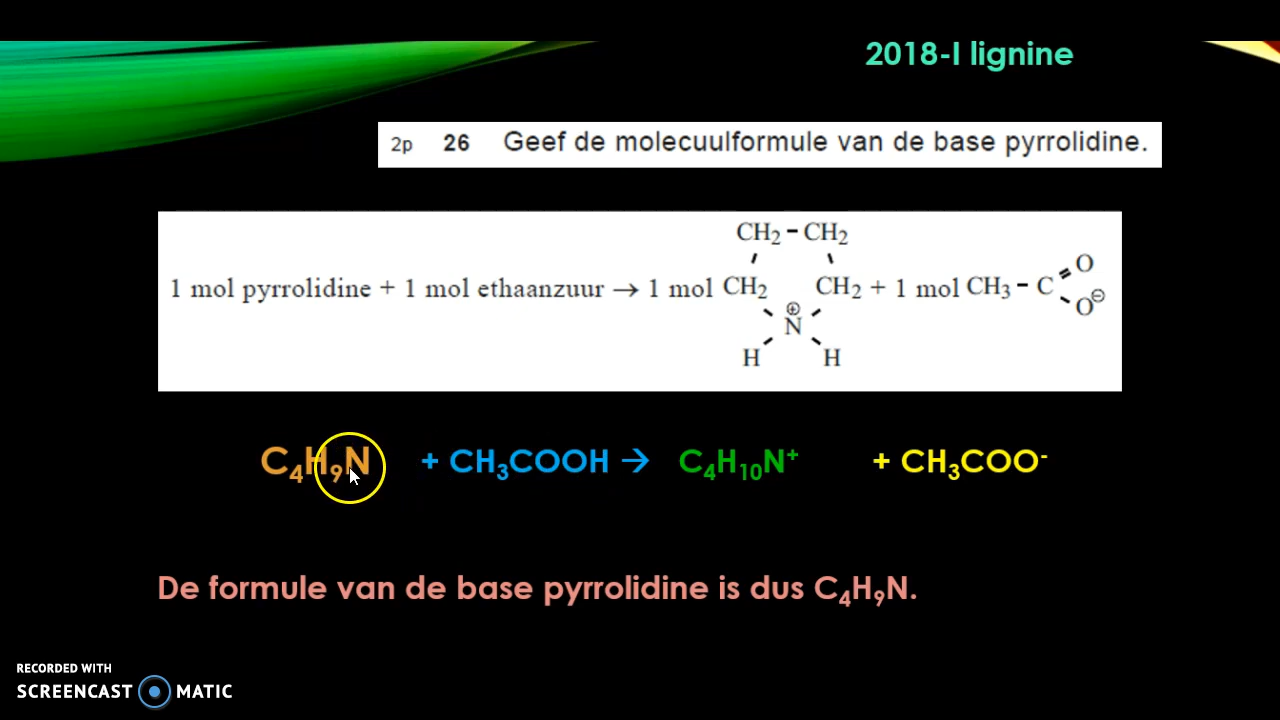 2018-I lignine
2p 26 Geef de molecuulformule van de base pyrrolidine.
CH₂ - CH₂
1 mol pyrrolidine + 1 mol ethaanzuur → 1 mol CH₂ CH₂ + 1 mol CH₃ - C O
⊕ O⊖
N
H H
C₄H₉N + CH₃COOH → C₄H₁₀N⁺ + CH₃COO⁻
De formule van de base pyrrolidine is dus C₄H₉N.
RECORDED WITH
SCREENCAST MATIC